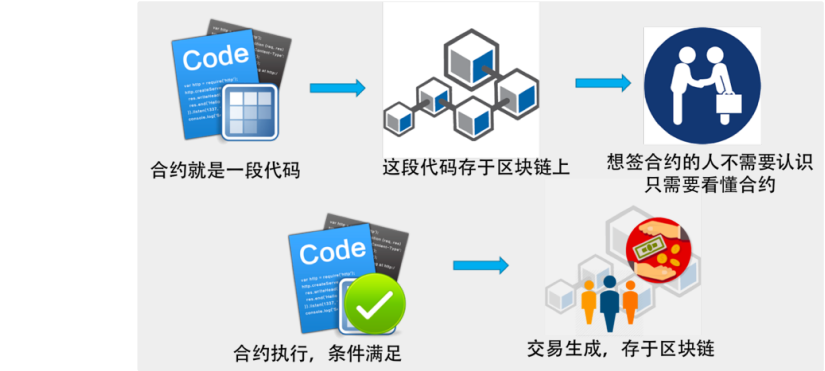 Code
合约就是一段代码
这段代码存于区块链上
想签合约的人不需要认识
只需要看懂合约
Code
合约执行，条件满足
交易生成，存于区块链